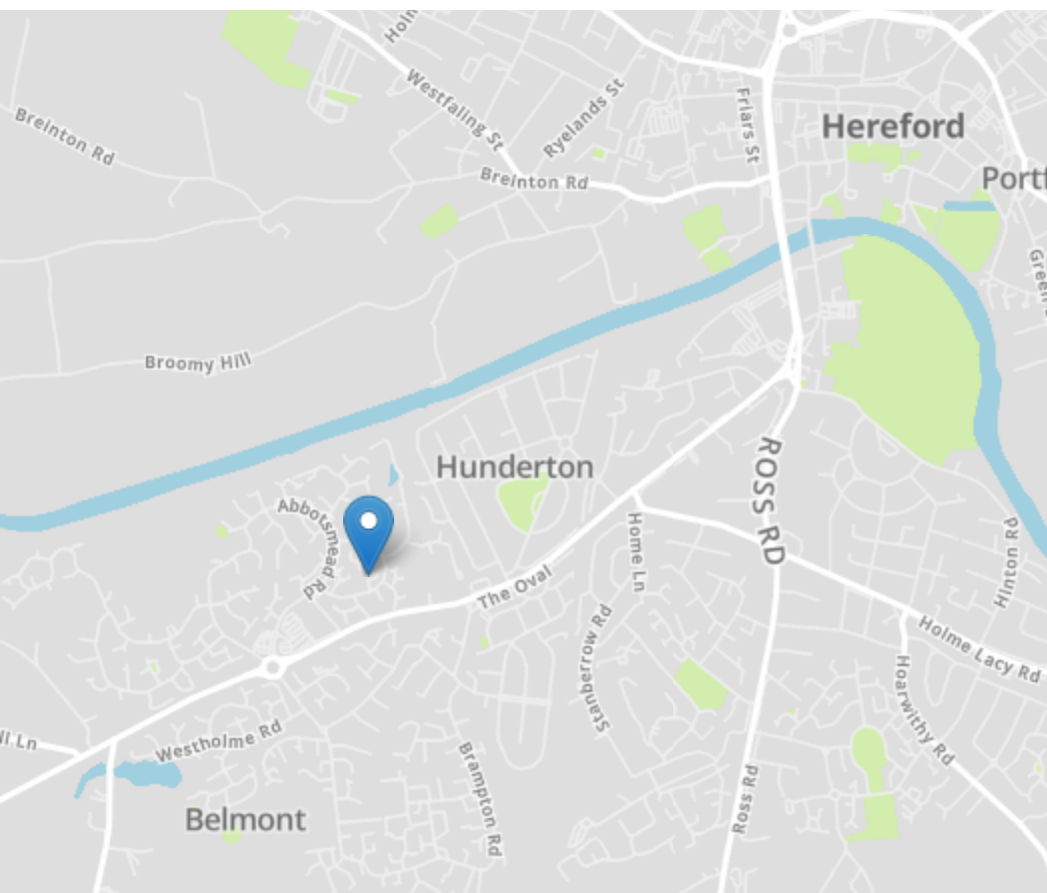 Westfaling St
Ryelands St
Friars St
Breinton Rd
Hereford
Breinton Rd
Broomy Hill
Hunderton
ROSS RD
Abbotsmead Rd
Home Ln
Hinton Rd
The Oval
Stanberrow Rd
Holme Lacy Rd
Hoarwithy Rd
Westholme Rd
Brampton Rd
Ross Rd
Belmont